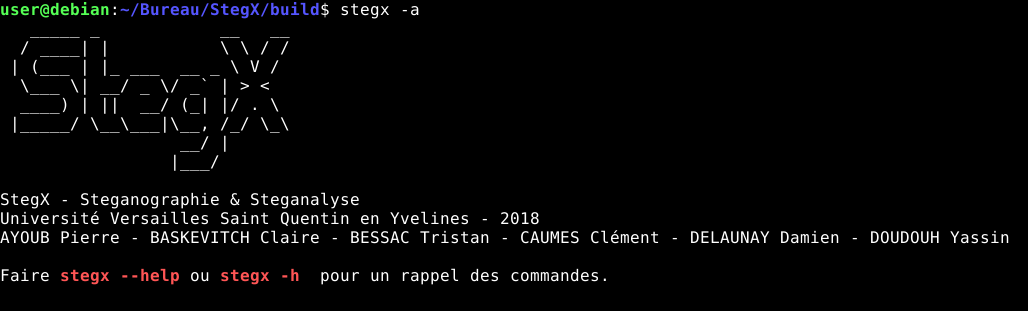 user@debian:~/Bureau/StegX/build$ stegx -a
StegX
StegX - Steganographie & Steganalyse
Université Versailles Saint Quentin en Yvelines - 2018
AYOUB Pierre - BASKEVITCH Claire - BESSAC Tristan - CAUMES Clément - DELAUNAY Damien - DOUDOUH Yassin
Faire stegx --help ou stegx -h  pour un rappel des commandes.